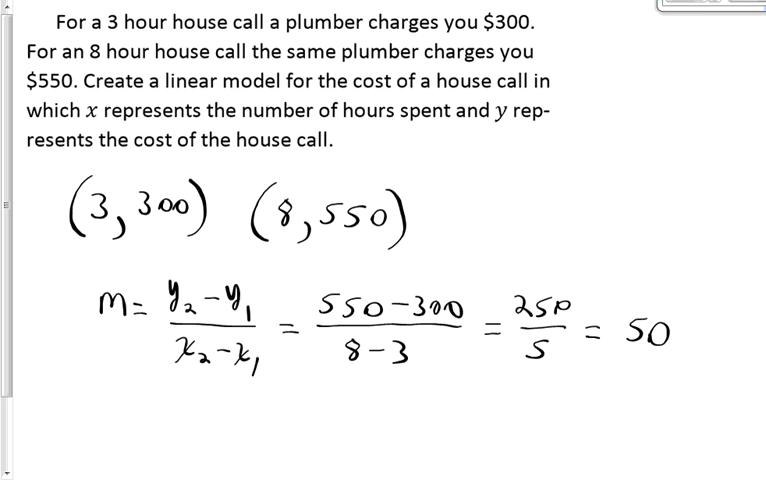 For a 3 hour house call a plumber charges you $300.
For an 8 hour house call the same plumber charges you
$550. Create a linear model for the cost of a house call in
which x represents the number of hours spent and y rep-
resents the cost of the house call.
(3, 300) (8, 550)
m = y₂ - y₁ / x₂ - x₁ = 550 - 300 / 8 - 3 = 250 / 5 = 50